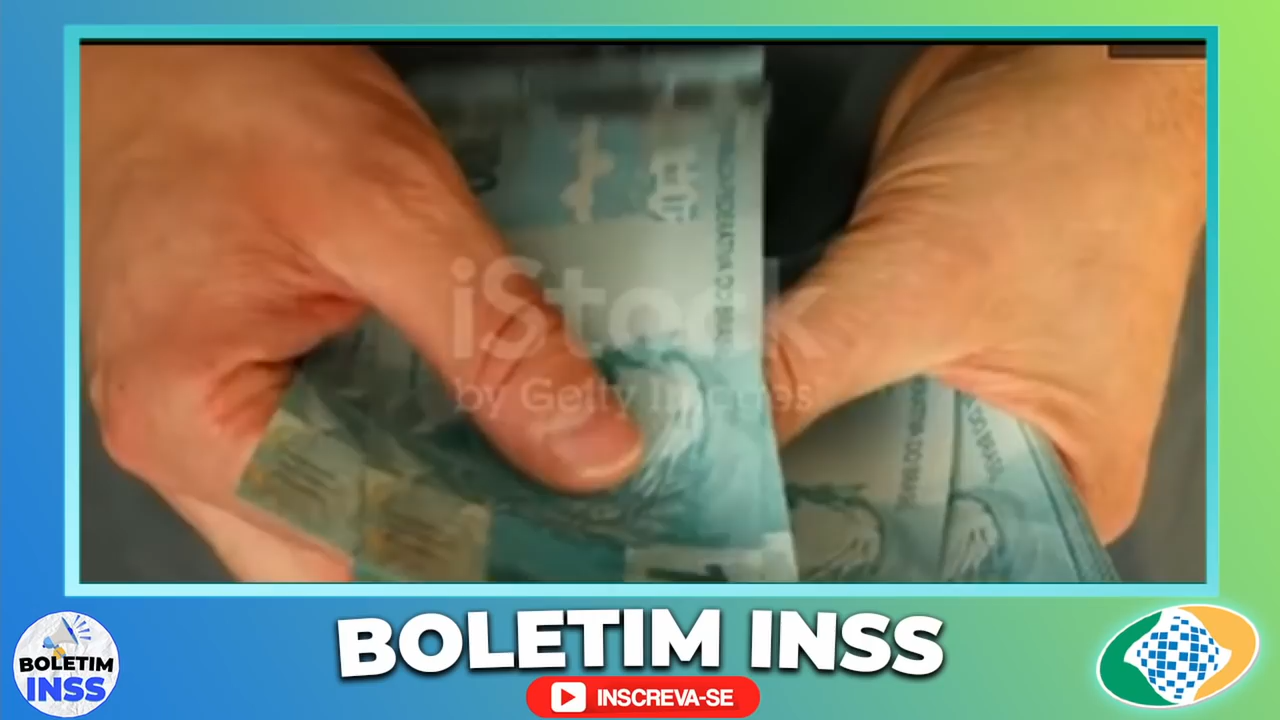 iStock
by Getty Images
BOLETIM INSS
BOLETIM
INSS
INSCREVA-SE